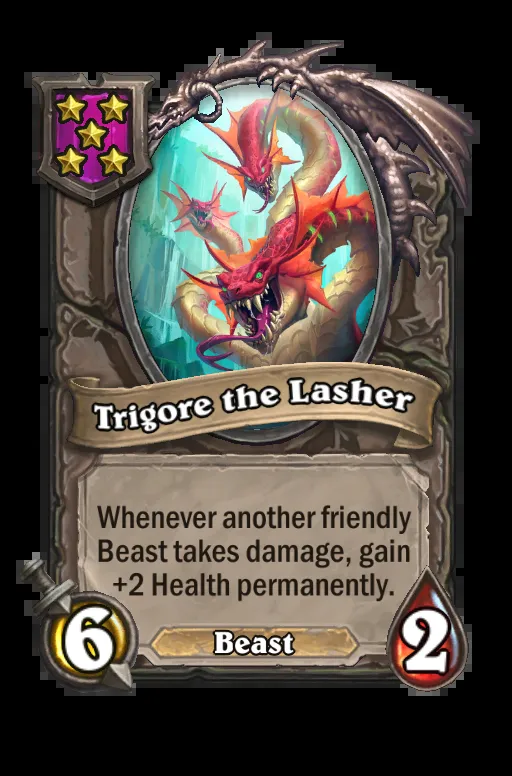 Trigore the Lasher
Whenever another friendly
Beast takes damage, gain
+2 Health permanently.
6
Beast
2